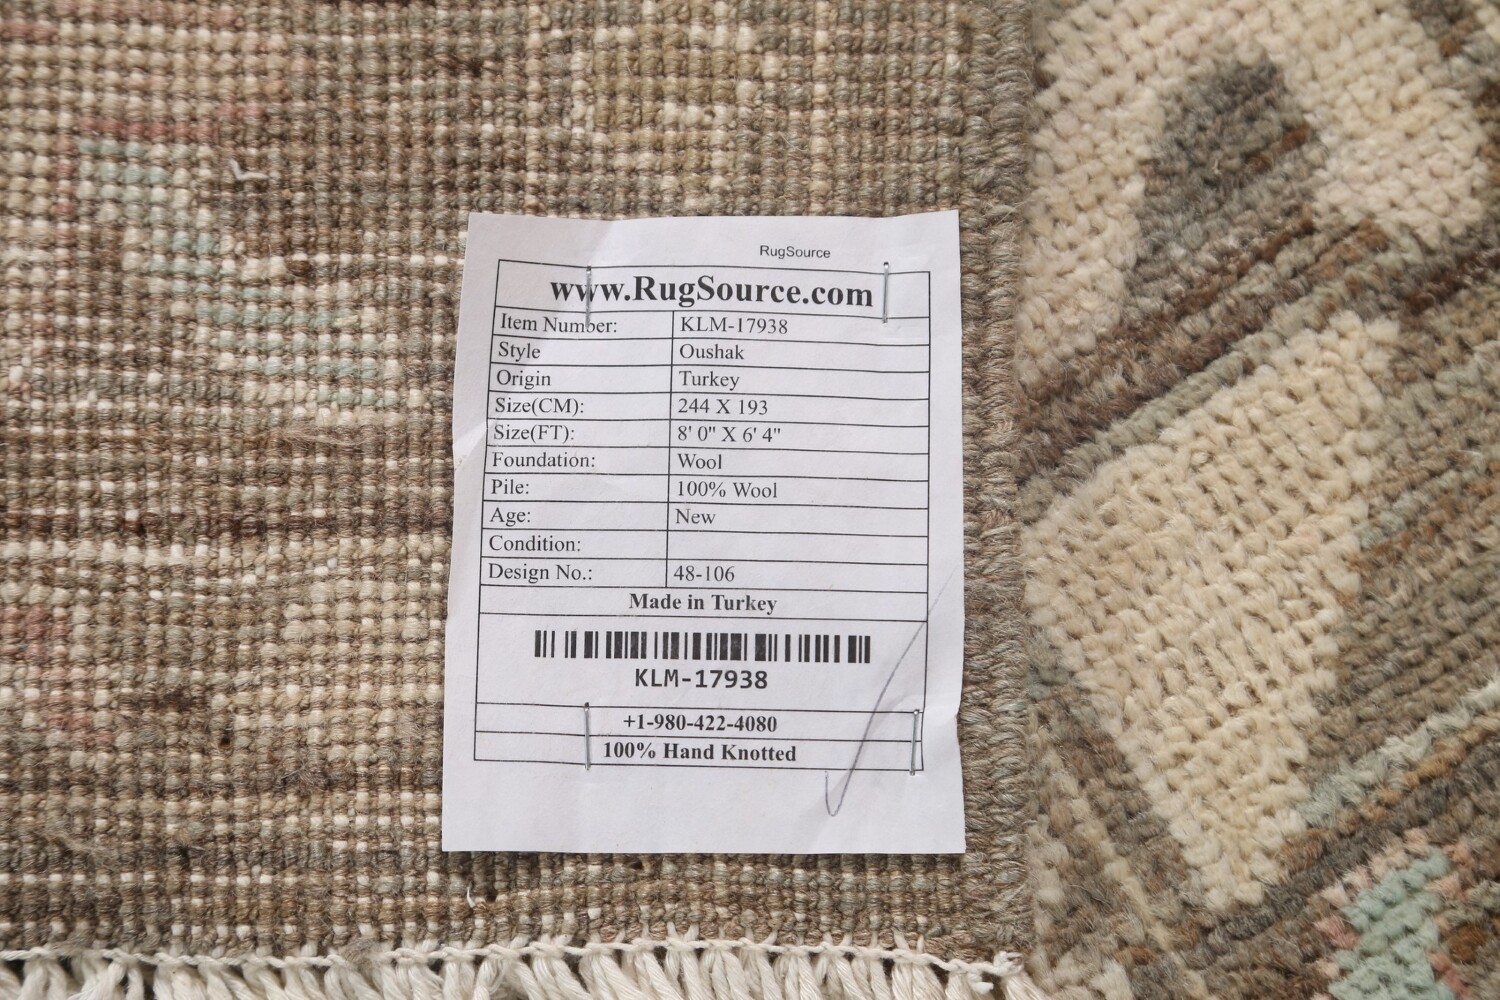 RugSource
www.RugSource.com
Item Number: KLM-17938
Style Oushak
Origin Turkey
Size(CM): 244 X 193
Size(FT): 8' 0" X 6' 4"
Foundation: Wool
Pile: 100% Wool
Age: New
Condition:
Design No.: 48-106
Made in Turkey
KLM-17938
+1-980-422-4080
100% Hand Knotted